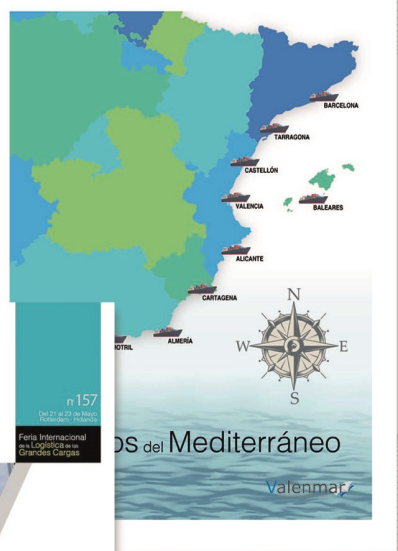 BARCELONA
TARRAGONA
CASTELLÓN
VALENCIA
BALEARES
ALICANTE
CARTAGENA
OTRIL
ALMERÍA
N
W E
S
nº157
Del 21 al 23 de Mayo
Rotterdam - Holanda
Feria Internacional
de la Logística de las
Grandes Cargas
os del Mediterráneo
Valenmar